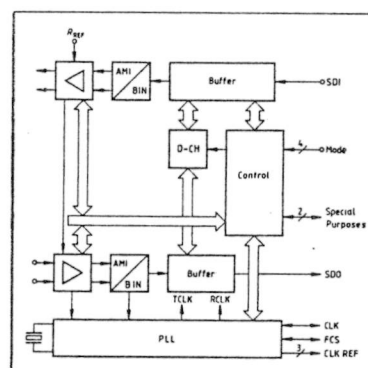 RREF
AMI
BIN
Buffer
SDI
D-CH
Control
4
Mode
2
Special
Purposes
AMI
BIN
Buffer
SDO
TCLK
RCLK
PLL
CLK
FCS
3
CLK REF